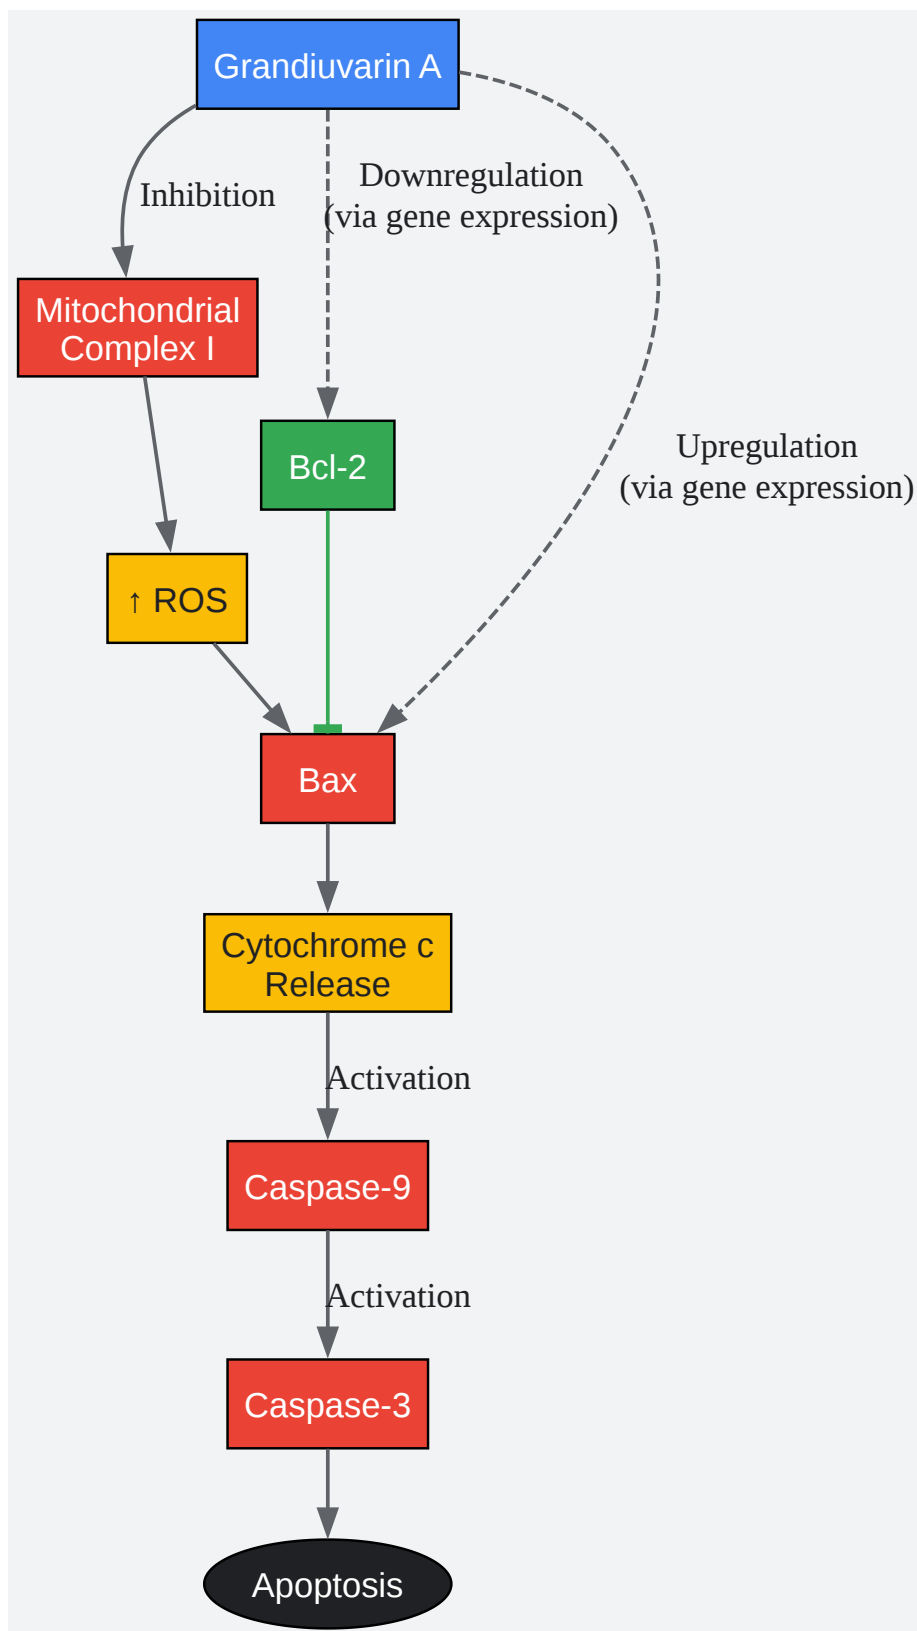 Grandiuvarin A
Inhibition
Downregulation
(via gene expression)
Mitochondrial
Complex I
Bcl-2
Upregulation
(via gene expression)
↑ ROS
Bax
Cytochrome c
Release
Activation
Caspase-9
Activation
Caspase-3
Apoptosis